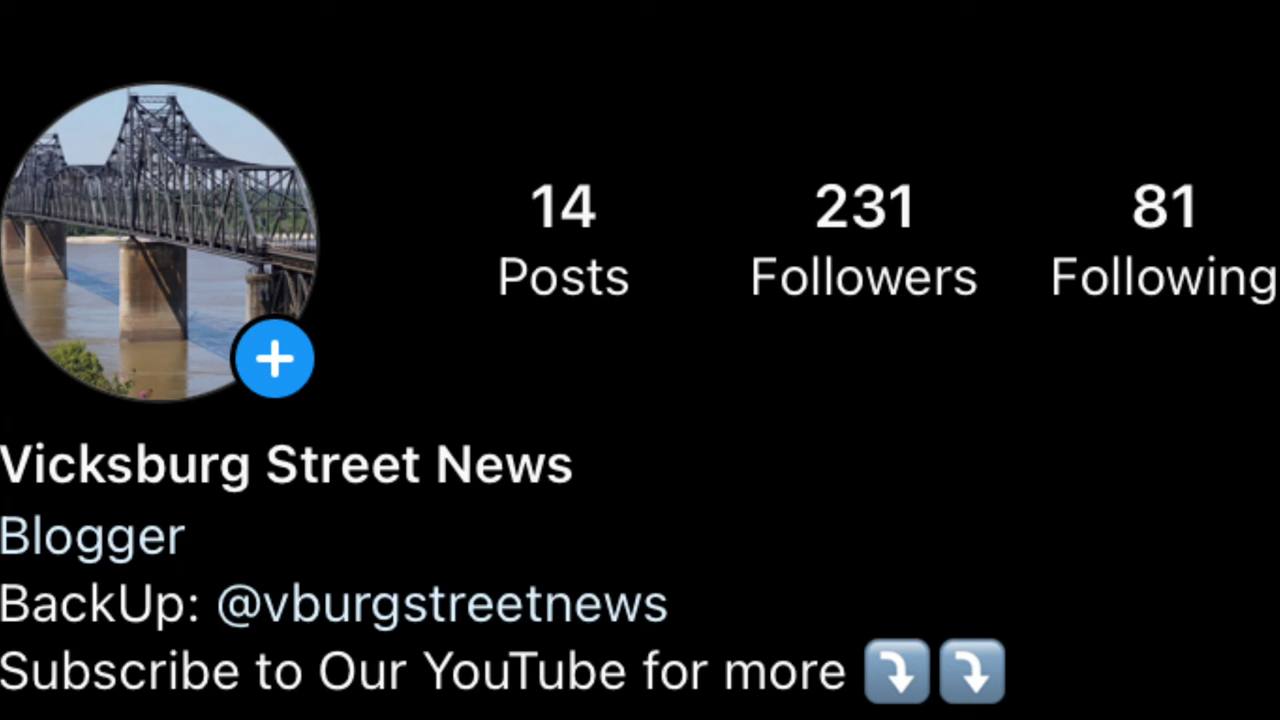 14 231 81
Posts Followers Following
Vicksburg Street News
Blogger
BackUp: @vburgstreetnews
Subscribe to Our YouTube for more ⤵️⤵️